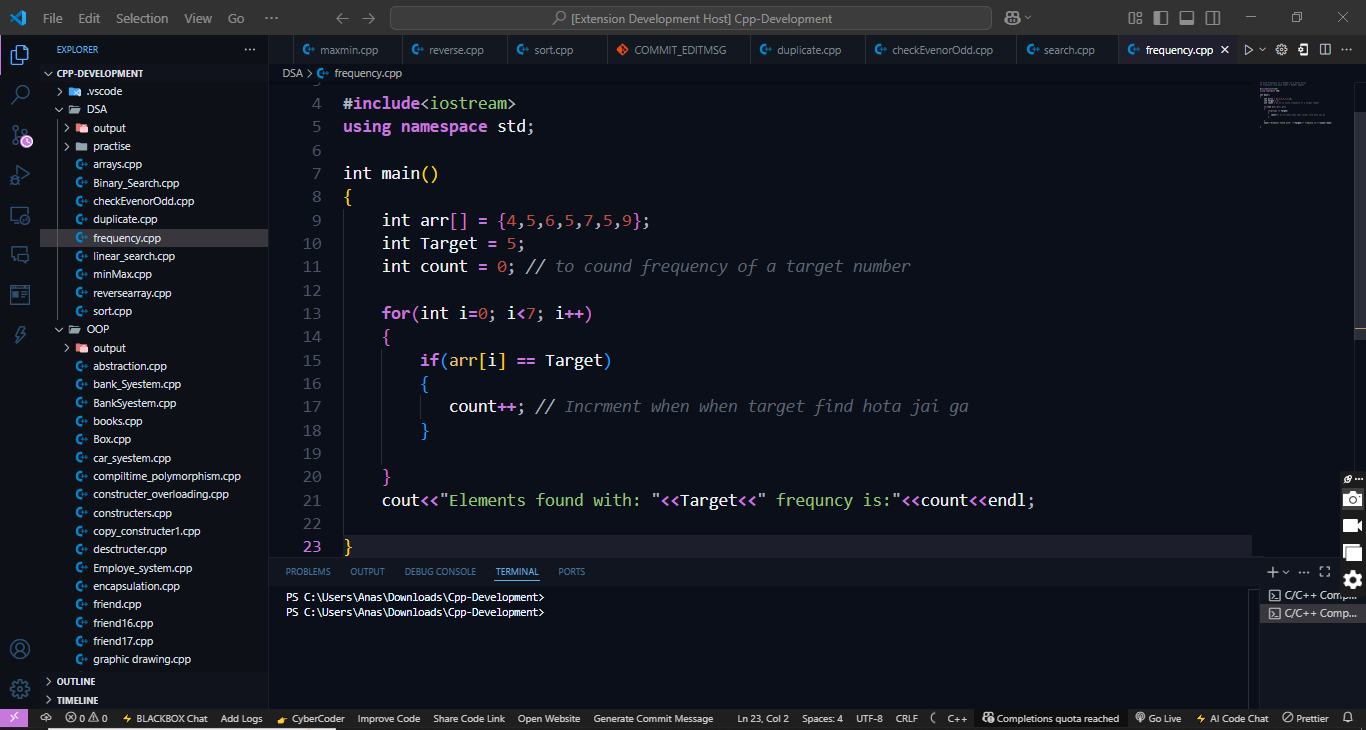 File Edit Selection View Go ··· [Extension Development Host] Cpp-Development
EXPLORER ···
maxmin.cpp reverse.cpp sort.cpp COMMIT_EDITMSG duplicate.cpp checkEvenorOdd.cpp search.cpp frequency.cpp
CPP-DEVELOPMENT
.vscode
DSA
output
practise
arrays.cpp
Binary_Search.cpp
checkEvenorOdd.cpp
duplicate.cpp
frequency.cpp
linear_search.cpp
minMax.cpp
reversearray.cpp
sort.cpp
OOP
output
abstraction.cpp
bank_Syestem.cpp
BankSyestem.cpp
books.cpp
Box.cpp
car_syestem.cpp
compiltime_polymorphism.cpp
constructer_overloading.cpp
constructers.cpp
copy_constructer1.cpp
desctructer.cpp
Employe_system.cpp
encapsulation.cpp
friend.cpp
friend16.cpp
friend17.cpp
graphic drawing.cpp
OUTLINE
TIMELINE
DSA > frequency.cpp
4 #include<iostream>
5 using namespace std;
6
7 int main()
8 {
9 int arr[] = {4,5,6,5,7,5,9};
10 int Target = 5;
11 int count = 0; // to cound frequency of a target number
12
13 for(int i=0; i<7; i++)
14 {
15 if(arr[i] == Target)
16 {
17 count++; // Incrment when when target find hota jai ga
18 }
19
20 }
21 cout<<"Elements found with: "<<Target<<" frequncy is:"<<count<<endl;
22
23 }
PROBLEMS OUTPUT DEBUG CONSOLE TERMINAL PORTS
PS C:\Users\Anas\Downloads\Cpp-Development>
PS C:\Users\Anas\Downloads\Cpp-Development>
C/C++ Comp...
C/C++ Comp...
0 0 BLACKBOX Chat Add Logs CyberCoder Improve Code Share Code Link Open Website Generate Commit Message Ln 23, Col 2 Spaces: 4 UTF-8 CRLF C++ Completions quota reached Go Live AI Code Chat Prettier